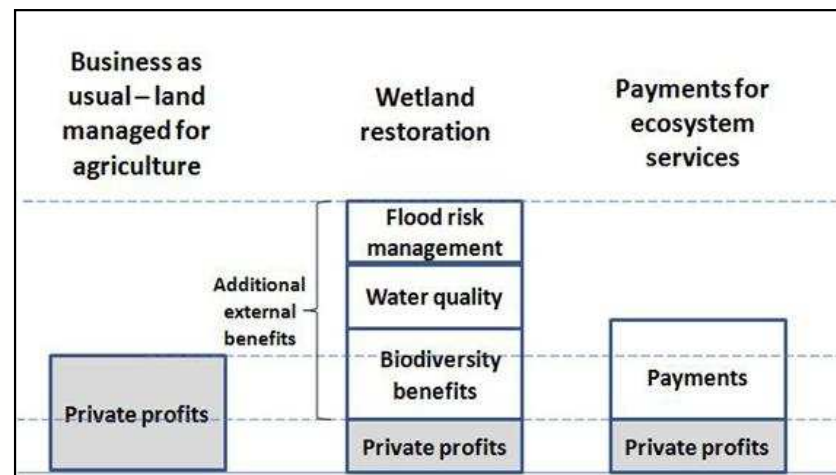 Business as
usual – land
managed for
agriculture
Wetland
restoration
Payments for
ecosystem
services
Additional
external
benefits
Flood risk
management
Water quality
Biodiversity
benefits
Private profits
Private profits
Payments
Private profits